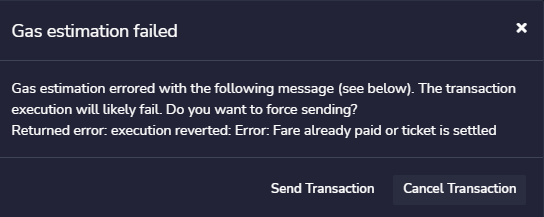 Gas estimation failed
Gas estimation errored with the following message (see below). The transaction
execution will likely fail. Do you want to force sending?
Returned error: execution reverted: Error: Fare already paid or ticket is settled
Send Transaction
Cancel Transaction